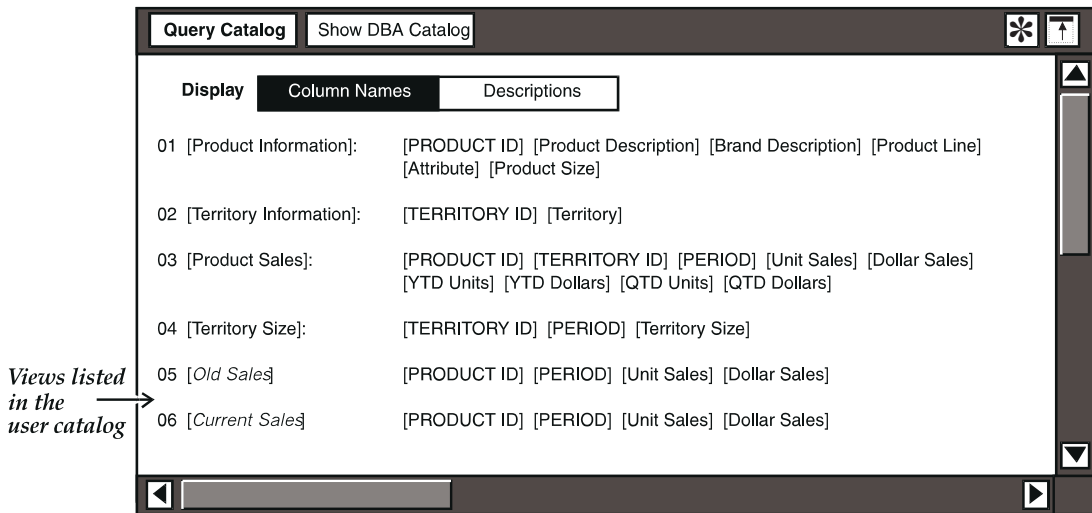 Query Catalog Show DBA Catalog
Display Column Names Descriptions
01 [Product Information]: [PRODUCT ID] [Product Description] [Brand Description] [Product Line]
[Attribute] [Product Size]
02 [Territory Information]: [TERRITORY ID] [Territory]
03 [Product Sales]: [PRODUCT ID] [TERRITORY ID] [PERIOD] [Unit Sales] [Dollar Sales]
[YTD Units] [YTD Dollars] [QTD Units] [QTD Dollars]
04 [Territory Size]: [TERRITORY ID] [PERIOD] [Territory Size]
05 [Old Sales] [PRODUCT ID] [PERIOD] [Unit Sales] [Dollar Sales]
06 [Current Sales] [PRODUCT ID] [PERIOD] [Unit Sales] [Dollar Sales]
Views listed
in the
user catalog